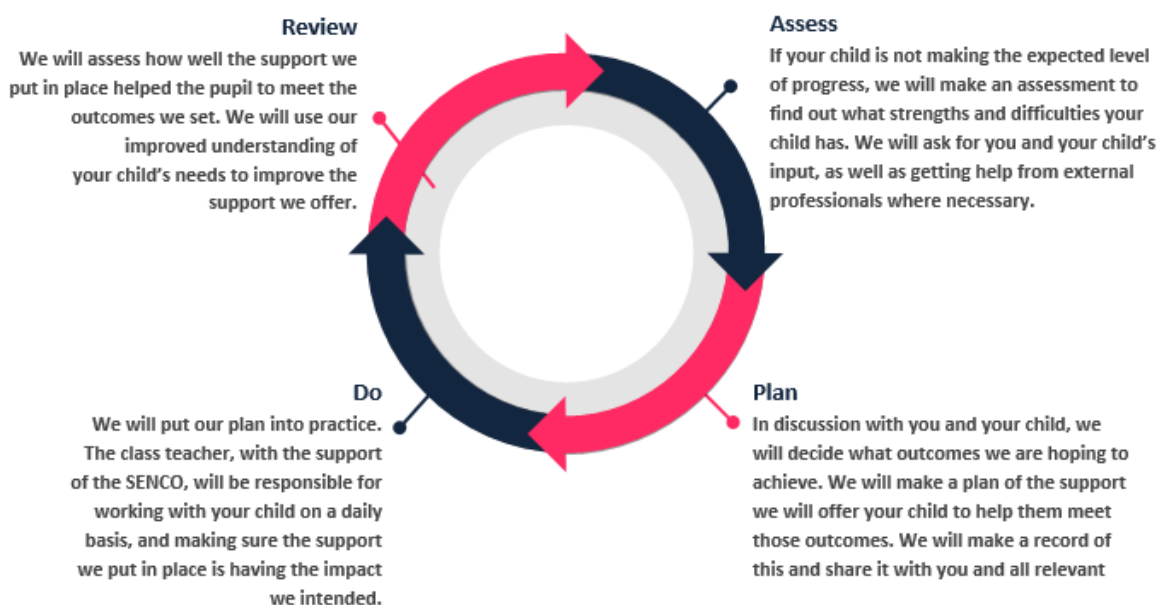 Review
We will assess how well the support we
put in place helped the pupil to meet the
outcomes we set. We will use our
improved understanding of
your child's needs to improve the
support we offer.
Assess
If your child is not making the expected level
of progress, we will make an assessment to
find out what strengths and difficulties your
child has. We will ask for you and your child's
input, as well as getting help from external
professionals where necessary.
Do
We will put our plan into practice.
The class teacher, with the support
of the SENCO, will be responsible for
working with your child on a daily
basis, and making sure the support
we put in place is having the impact
we intended.
Plan
In discussion with you and your child, we
will decide what outcomes we are hoping to
achieve. We will make a plan of the support
we will offer your child to help them meet
those outcomes. We will make a record of
this and share it with you and all relevant